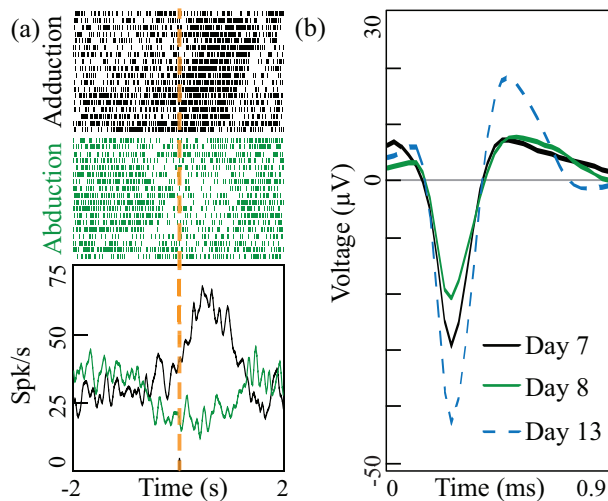 (a)
Adduction
Abduction
75
50
25
0
Spk/s
-2
Time (s)
2
(b)
30
0
-50
Voltage (µV)
Day 7
Day 8
Day 13
0
Time (ms)
0.9